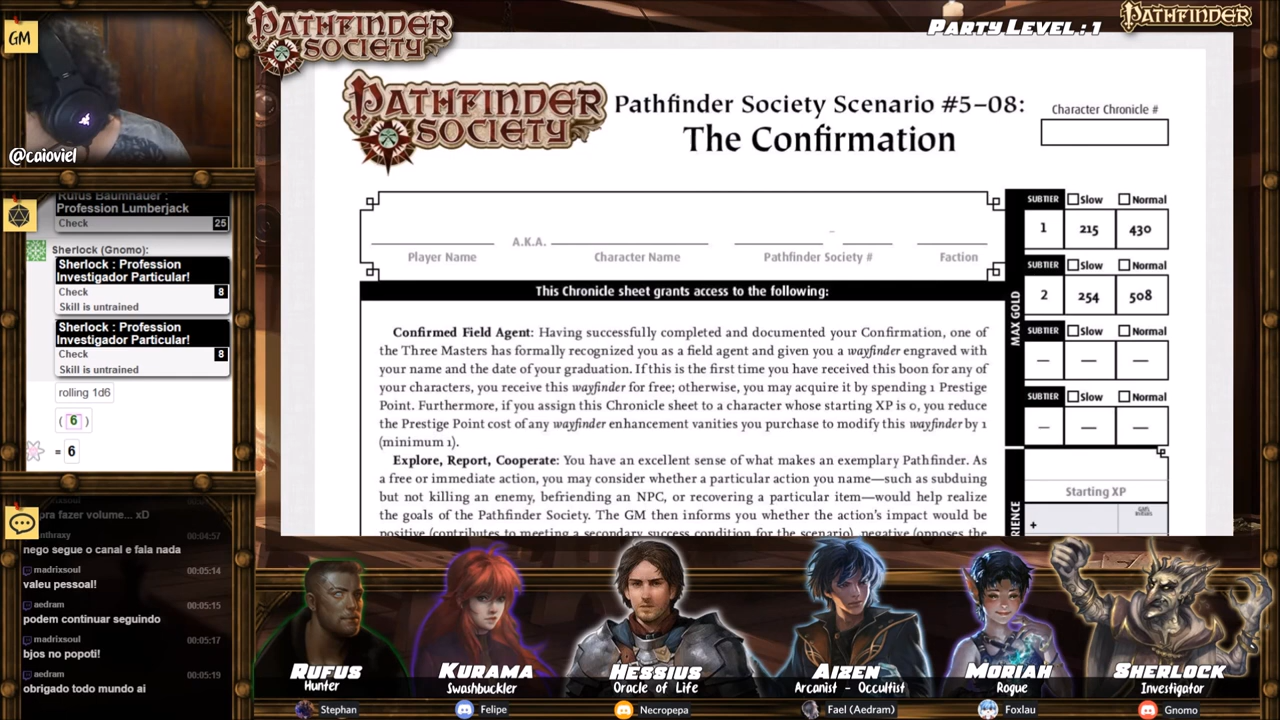 GM
@caioviel
PATHFINDER
SOCIETY
PARTY LEVEL : 1
PATHFINDER
Rufus Baumhauer :
Profession Lumberjack
Check 25
Sherlock (Gnomo):
Sherlock : Profession
Investigador Particular!
Check 8
Skill is untrained
Sherlock : Profession
Investigador Particular!
Check 8
Skill is untrained
rolling 1d6
( 6 )
= 6
fazer volume... xD
00:04:57
nego segue o canal e fala nada
madrixsoul 00:05:14
valeu pessoal!
aedram 00:05:15
podem continuar seguindo
madrixsoul 00:05:17
bjos no popoti!
aedram 00:05:19
obrigado todo mundo ai
PATHFINDER
SOCIETY
Pathfinder Society Scenario #5–08:
The Confirmation
Character Chronicle #
A.K.A.
Player Name Character Name Pathfinder Society # Faction
This Chronicle sheet grants access to the following:
Confirmed Field Agent: Having successfully completed and documented your Confirmation, one of
the Three Masters has formally recognized you as a field agent and given you a wayfinder engraved with
your name and the date of your graduation. If this is the first time you have received this boon for any of
your characters, you receive this wayfinder for free; otherwise, you may acquire it by spending 1 Prestige
Point. Furthermore, if you assign this Chronicle sheet to a character whose starting XP is 0, you reduce
the Prestige Point cost of any wayfinder enhancement vanities you purchase to modify this wayfinder by 1
(minimum 1).
Explore, Report, Cooperate: You have an excellent sense of what makes an exemplary Pathfinder. As
a free or immediate action, you may consider whether a particular action you name—such as subduing
but not killing an enemy, befriending an NPC, or recovering a particular item—would help realize
the goals of the Pathfinder Society. The GM then informs you whether the action's impact would be
positive (contributes to meeting a secondary success condition for the scenario), negative (opposes the
MAX GOLD
SUBTIER Slow Normal
1 215 430
SUBTIER Slow Normal
2 254 508
SUBTIER Slow Normal
— — —
SUBTIER Slow Normal
— — —
Starting XP
+
RUFUS
Hunter
Stephan
KURAMA
Swashbuckler
Felipe
HESSIUS
Oracle of Life
Necropepa
AIZEN
Arcanist - Occultist
Fael (Aedram)
MORIAH
Rogue
Foxlau
SHERLOCK
Investigator
Gnomo